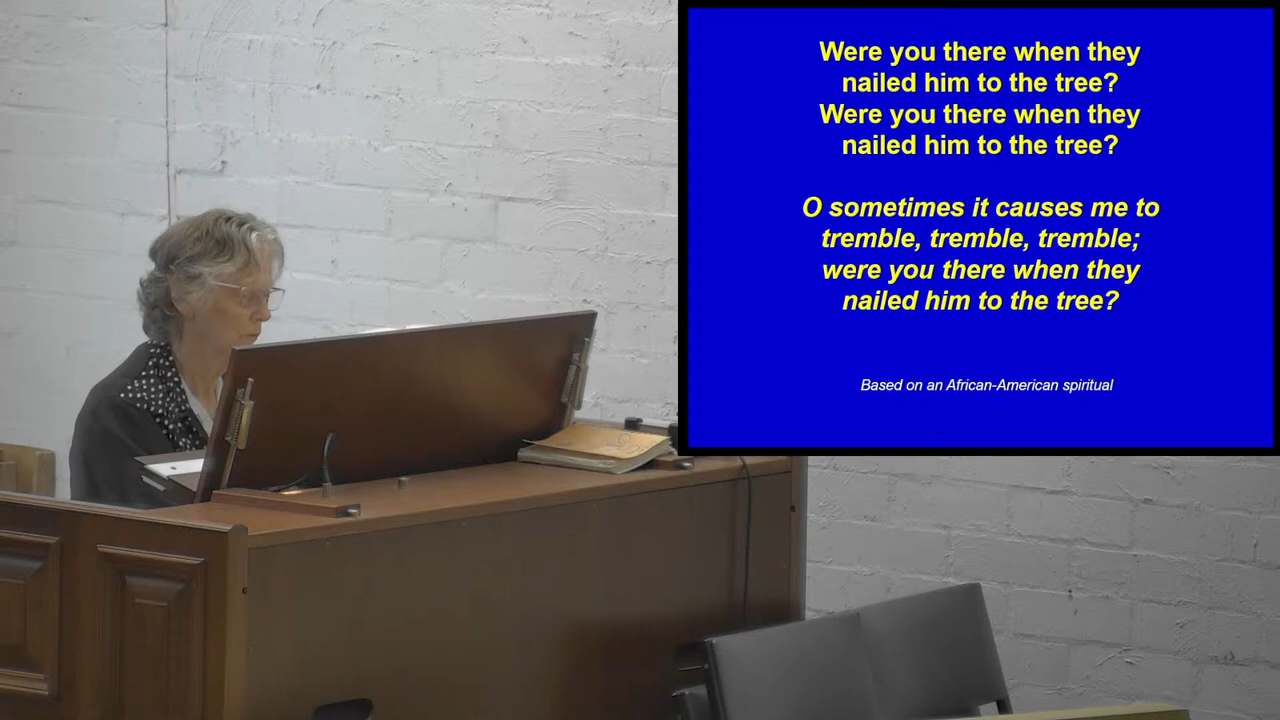 Were you there when they
nailed him to the tree?
Were you there when they
nailed him to the tree?
O sometimes it causes me to
tremble, tremble, tremble;
were you there when they
nailed him to the tree?
Based on an African-American spiritual